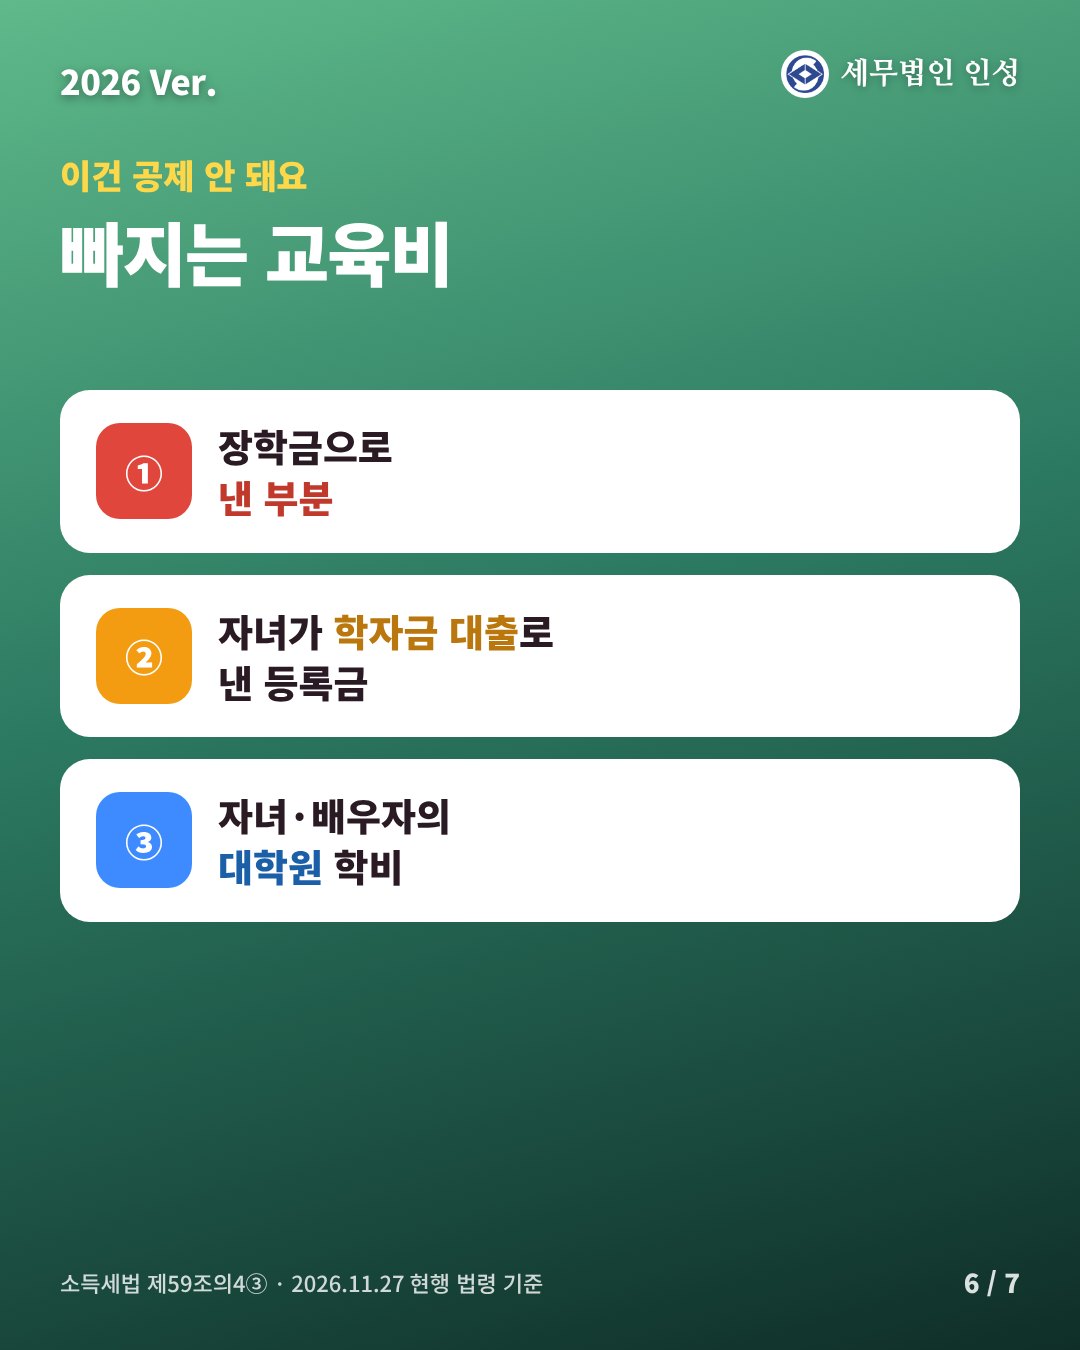 2026 Ver.
세무법인 인성
이건 공제 안 돼요
빠지는 교육비
①
장학금으로
낸 부분
②
자녀가 학자금 대출로
낸 등록금
③
자녀·배우자의
대학원 학비
소득세법 제59조의4③ · 2026.11.27 현행 법령 기준
6 / 7